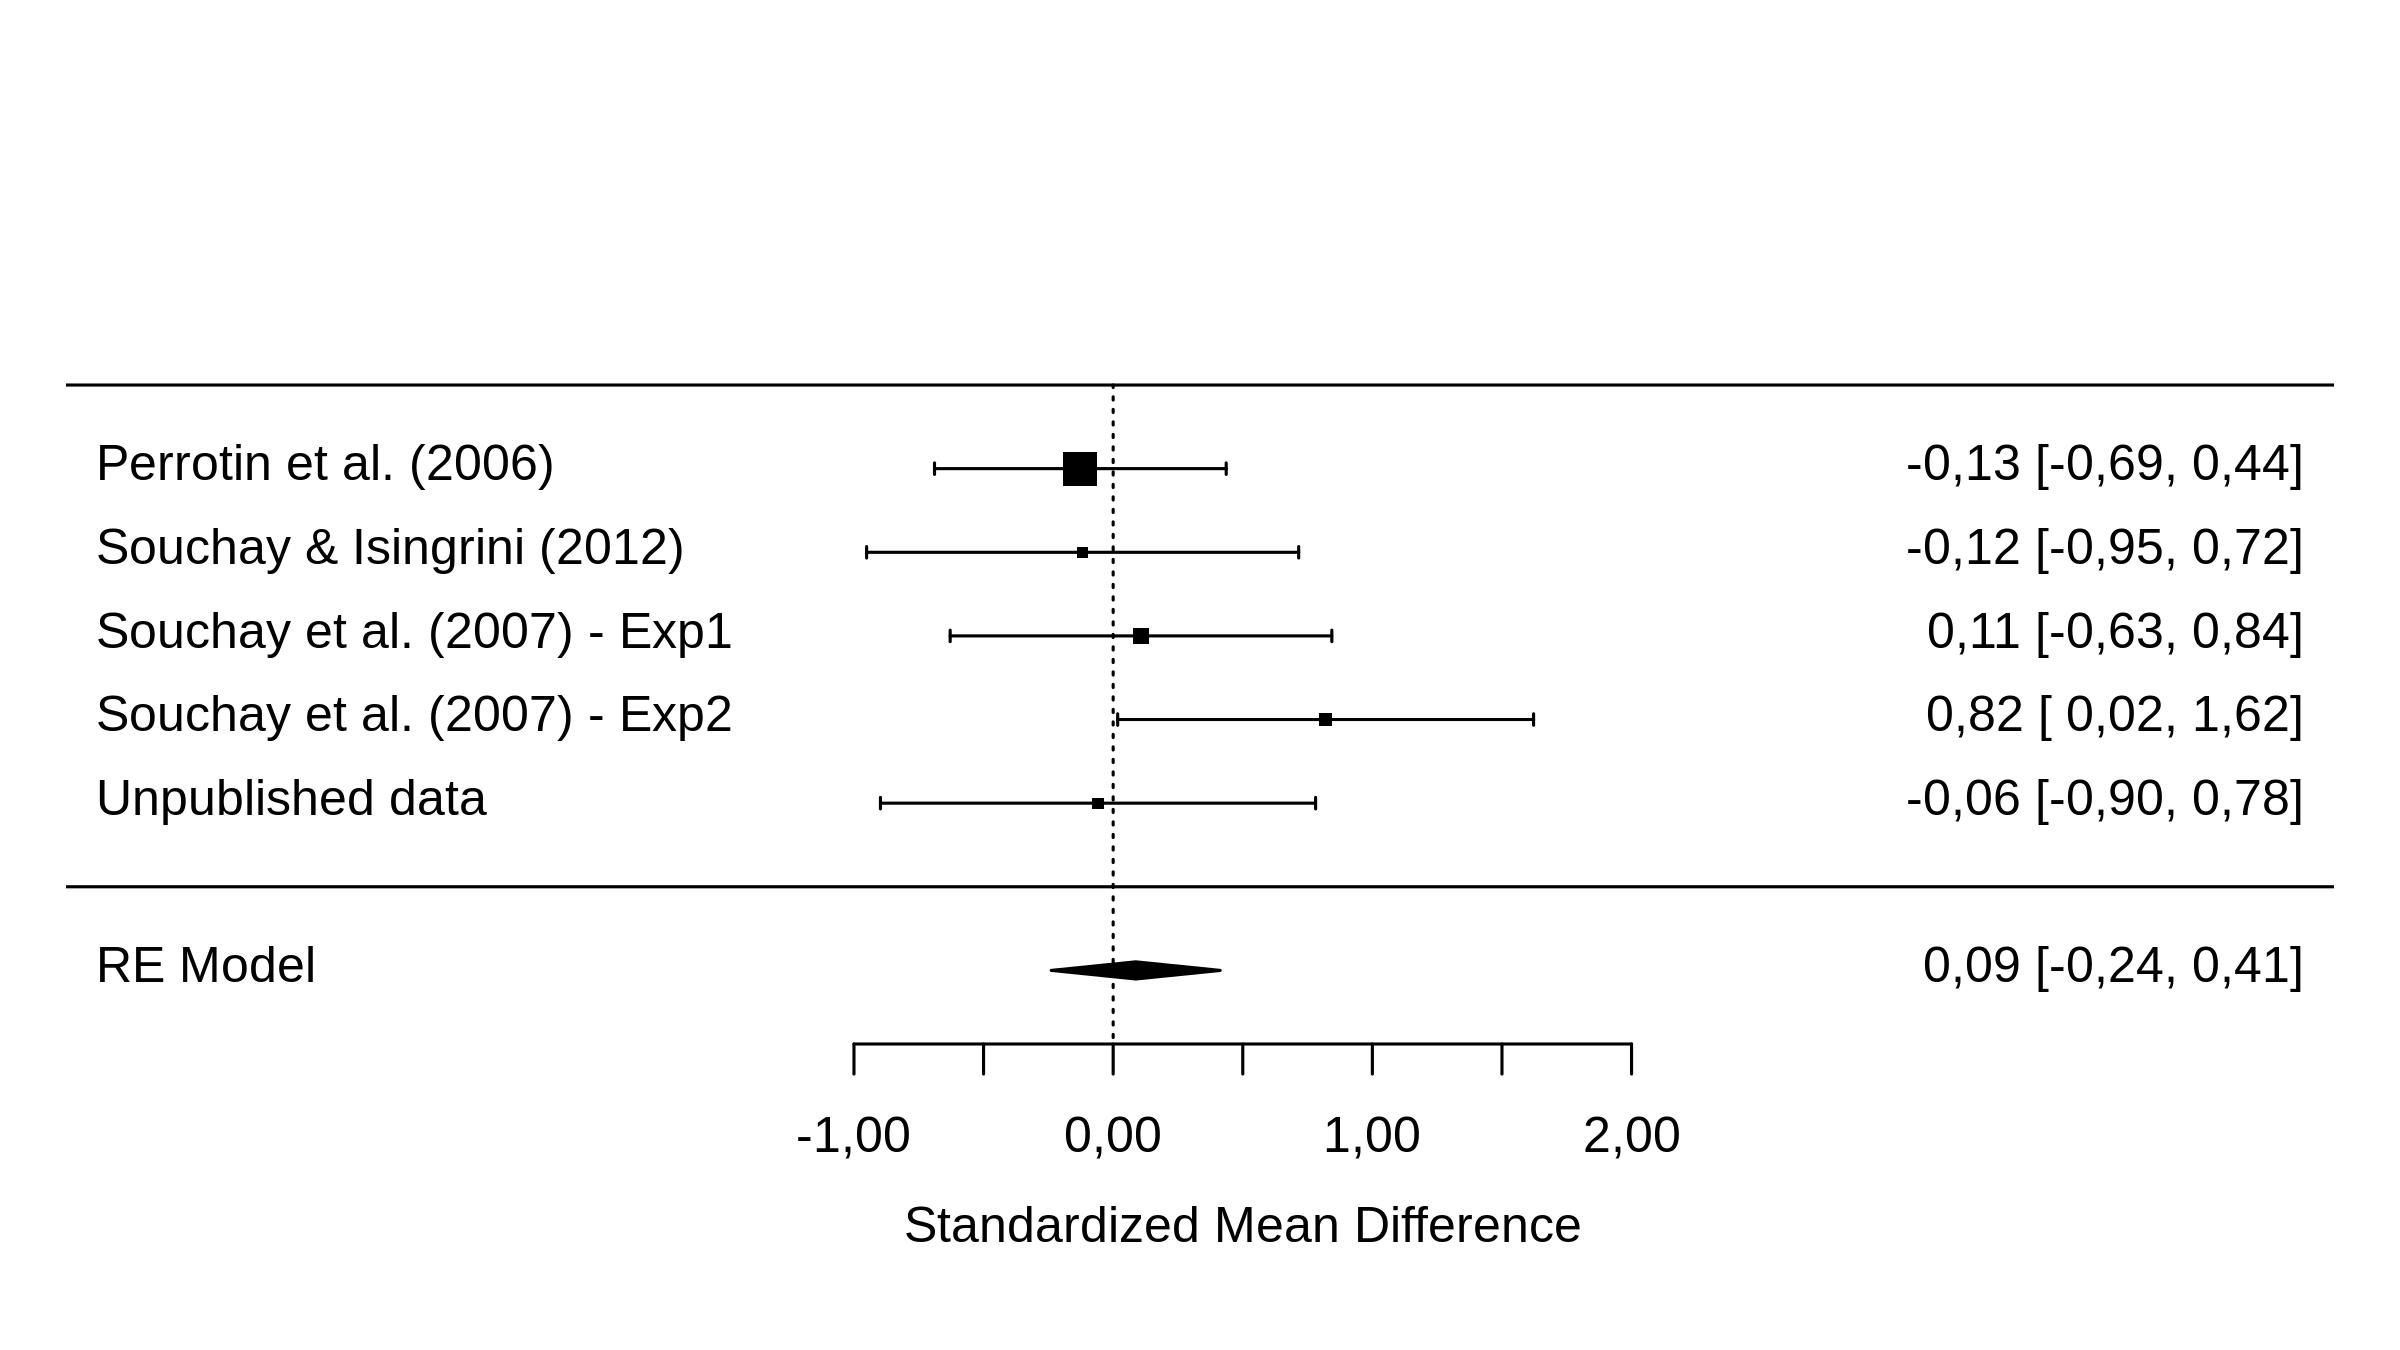 Perrotin et al. (2006) -0,13 [-0,69, 0,44]
Souchay & Isingrini (2012) -0,12 [-0,95, 0,72]
Souchay et al. (2007) - Exp1 0,11 [-0,63, 0,84]
Souchay et al. (2007) - Exp2 0,82 [ 0,02, 1,62]
Unpublished data -0,06 [-0,90, 0,78]
RE Model 0,09 [-0,24, 0,41]
-1,00 0,00 1,00 2,00
Standardized Mean Difference